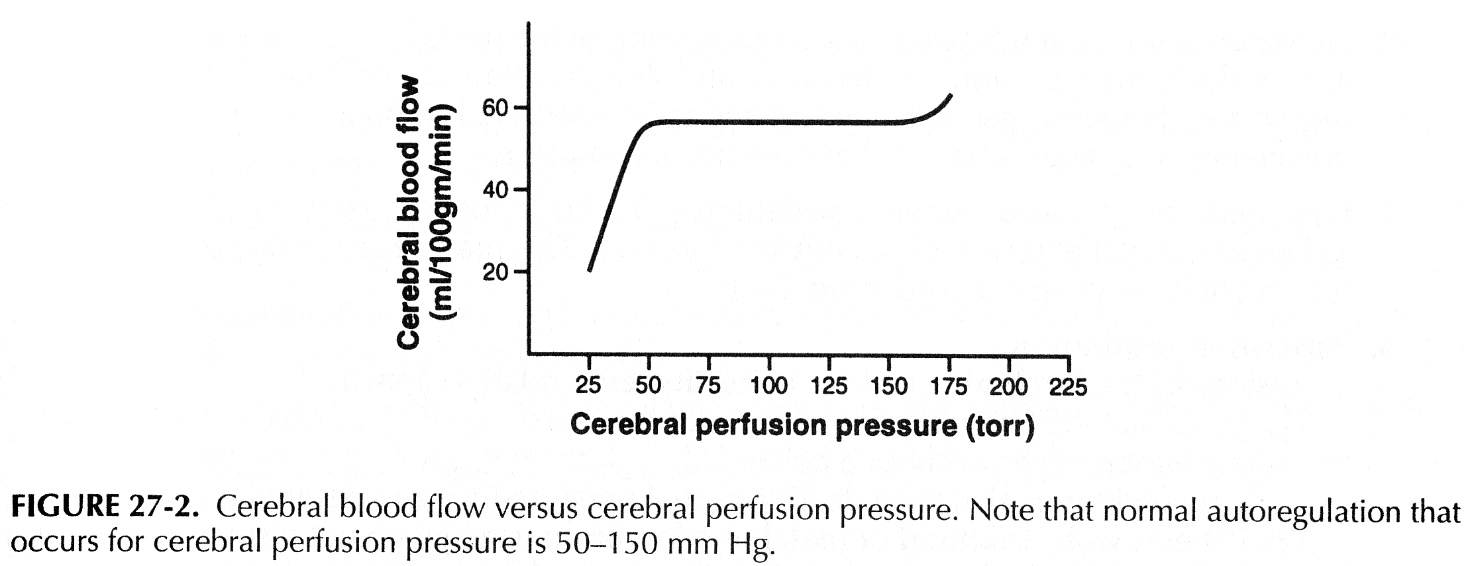 Cerebral blood flow
(ml/100gm/min)
60
40
20
25 50 75 100 125 150 175 200 225
Cerebral perfusion pressure (torr)
FIGURE 27-2. Cerebral blood flow versus cerebral perfusion pressure. Note that normal autoregulation that
occurs for cerebral perfusion pressure is 50–150 mm Hg.